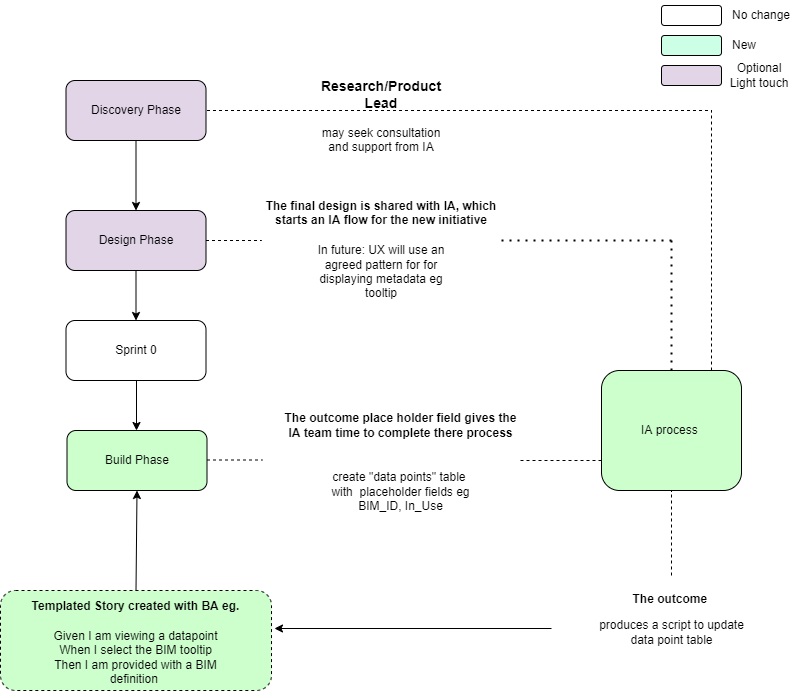 No change
New
Optional
Light touch
Research/Product
Lead
Discovery Phase
may seek consultation
and support from IA
The final design is shared with IA, which
starts an IA flow for the new initiative
Design Phase
In future: UX will use an
agreed pattern for for
displaying metadata eg
tooltip
Sprint 0
The outcome place holder field gives the
IA team time to complete there process
IA process
Build Phase
create "data points" table
with placeholder fields eg
BIM_ID, In_Use
Templated Story created with BA eg.
Given I am viewing a datapoint
When I select the BIM tooltip
Then I am provided with a BIM
definition
The outcome
produces a script to update
data point table